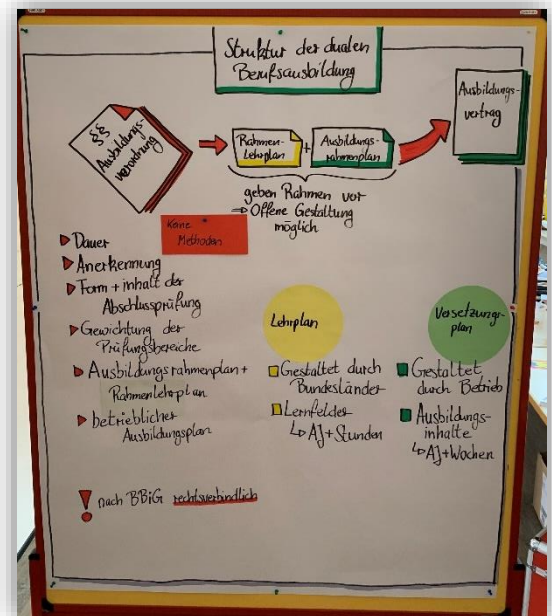 Struktur der dualen
Berufsausbildung
§§
Ausbildungs-
verordnung
Rahmen-
lehrplan
+
Ausbildungs-
rahmenplan
Ausbildungs-
vertrag
geben Rahmen vor
⇒ Offene Gestaltung
möglich
Keine
Methoden
Dauer
Anerkennung
Form + inhalt der
Abschlussprüfung
Gewichtung der
Prüfungsbereiche
Ausbildungsrahmenplan +
Rahmenlehrplan
betrieblicher
Ausbildungsplan
! nach BBiG rechtsverbindlich
Lehrplan
Gestaltet durch
Bundesländer
Lernfelder
↳ AJ + Stunden
Versetzungs-
plan
Gestaltet
durch Betrieb
Ausbildungs-
inhalte
↳ AJ + Wochen